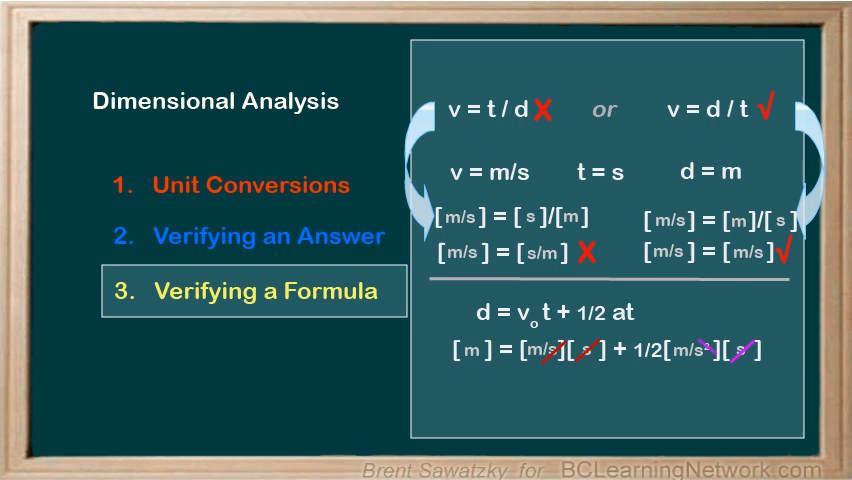 Dimensional Analysis
1. Unit Conversions
2. Verifying an Answer
3. Verifying a Formula
v = t / d X or v = d / t √
v = m/s t = s d = m
[ m/s ] = [ s ]/[ m ] [ m/s ] = [ m ]/[ s ]
[ m/s ] = [ s/m ] X [ m/s ] = [ m/s ] √
d = v₀ t + 1/2 at
[ m ] = [ m/s ][ s ] + 1/2[ m/s² ][ s ]
Brent Sawatzky for BCLearningNetwork.com